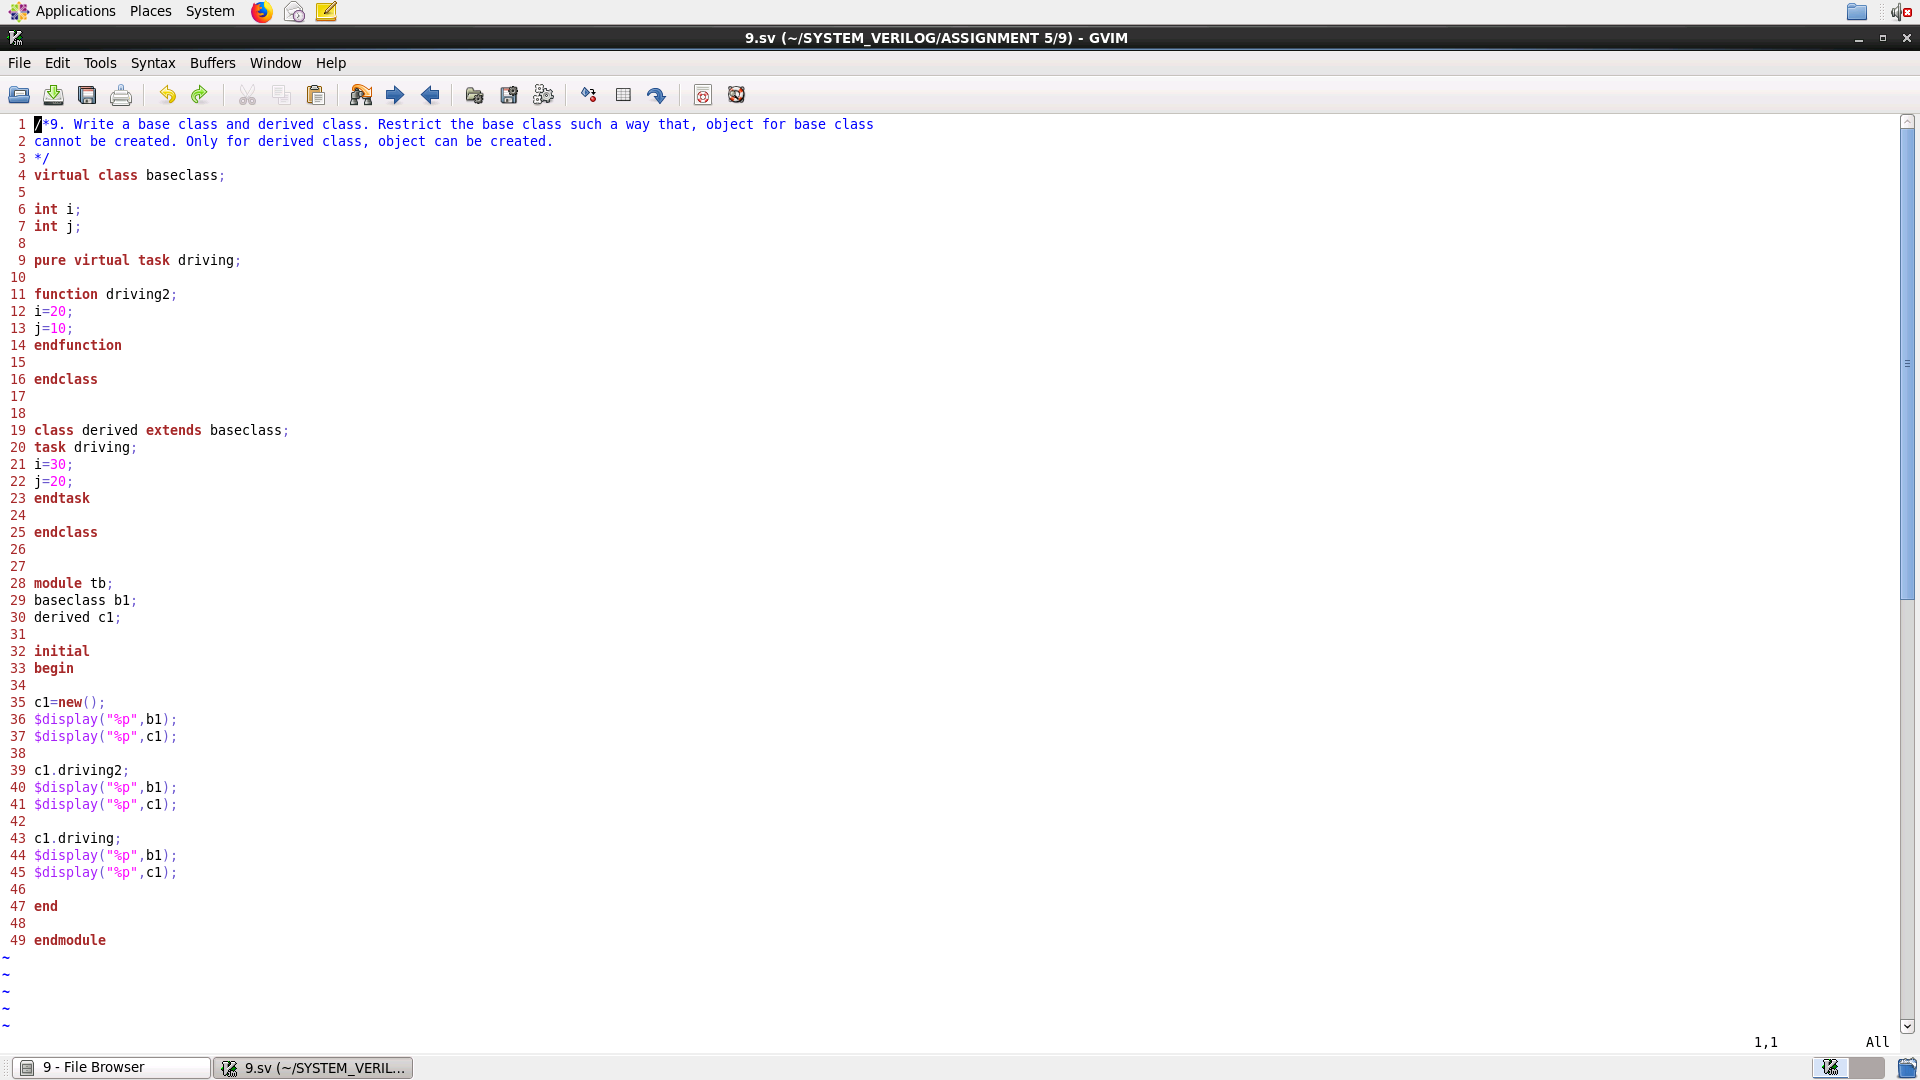 Applications Places System
9.sv (~/SYSTEM_VERILOG/ASSIGNMENT 5/9) - GVIM
File Edit Tools Syntax Buffers Window Help
1 /*9. Write a base class and derived class. Restrict the base class such a way that, object for base class
2 cannot be created. Only for derived class, object can be created.
3 */
4 virtual class baseclass;
5
6 int i;
7 int j;
8
9 pure virtual task driving;
10
11 function driving2;
12 i=20;
13 j=10;
14 endfunction
15
16 endclass
17
18
19 class derived extends baseclass;
20 task driving;
21 i=30;
22 j=20;
23 endtask
24
25 endclass
26
27
28 module tb;
29 baseclass b1;
30 derived c1;
31
32 initial
33 begin
34
35 c1=new();
36 $display("%p",b1);
37 $display("%p",c1);
38
39 c1.driving2;
40 $display("%p",b1);
41 $display("%p",c1);
42
43 c1.driving;
44 $display("%p",b1);
45 $display("%p",c1);
46
47 end
48
49 endmodule
~
~
~
~
~
1,1 All
9 - File Browser 9.sv (~/SYSTEM_VERIL...